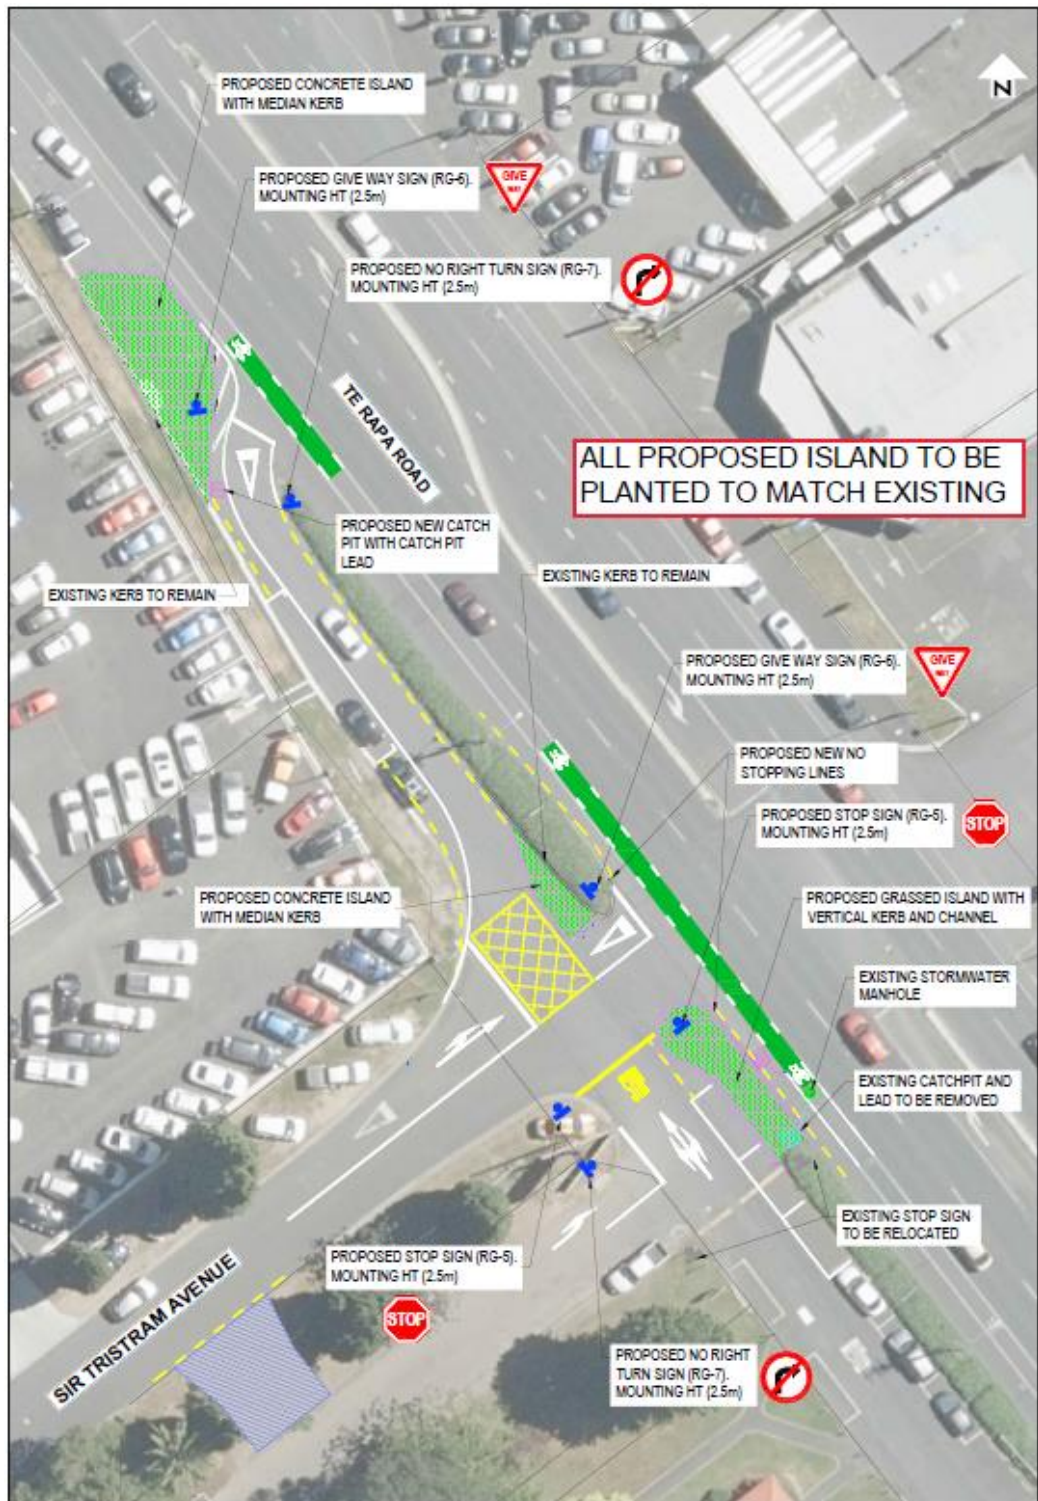 PROPOSED CONCRETE ISLAND
WITH MEDIAN KERB
N
PROPOSED GIVE WAY SIGN (RG-6).
MOUNTING HT (2.5m)
GIVE
WAY
PROPOSED NO RIGHT TURN SIGN (RG-7).
MOUNTING HT (2.5m)
TE RAPA ROAD
ALL PROPOSED ISLAND TO BE
PLANTED TO MATCH EXISTING
PROPOSED NEW CATCH
PIT WITH CATCH PIT
LEAD
EXISTING KERB TO REMAIN
EXISTING KERB TO REMAIN
PROPOSED GIVE WAY SIGN (RG-6).
MOUNTING HT (2.5m)
GIVE
WAY
PROPOSED NEW NO
STOPPING LINES
PROPOSED STOP SIGN (RG-5).
MOUNTING HT (2.5m)
STOP
PROPOSED CONCRETE ISLAND
WITH MEDIAN KERB
PROPOSED GRASSED ISLAND WITH
VERTICAL KERB AND CHANNEL
EXISTING STORMWATER
MANHOLE
EXISTING CATCHPIT AND
LEAD TO BE REMOVED
EXISTING STOP SIGN
TO BE RELOCATED
PROPOSED STOP SIGN (RG-5).
MOUNTING HT (2.5m)
STOP
SIR TRISTRAM AVENUE
PROPOSED NO RIGHT
TURN SIGN (RG-7).
MOUNTING HT (2.5m)